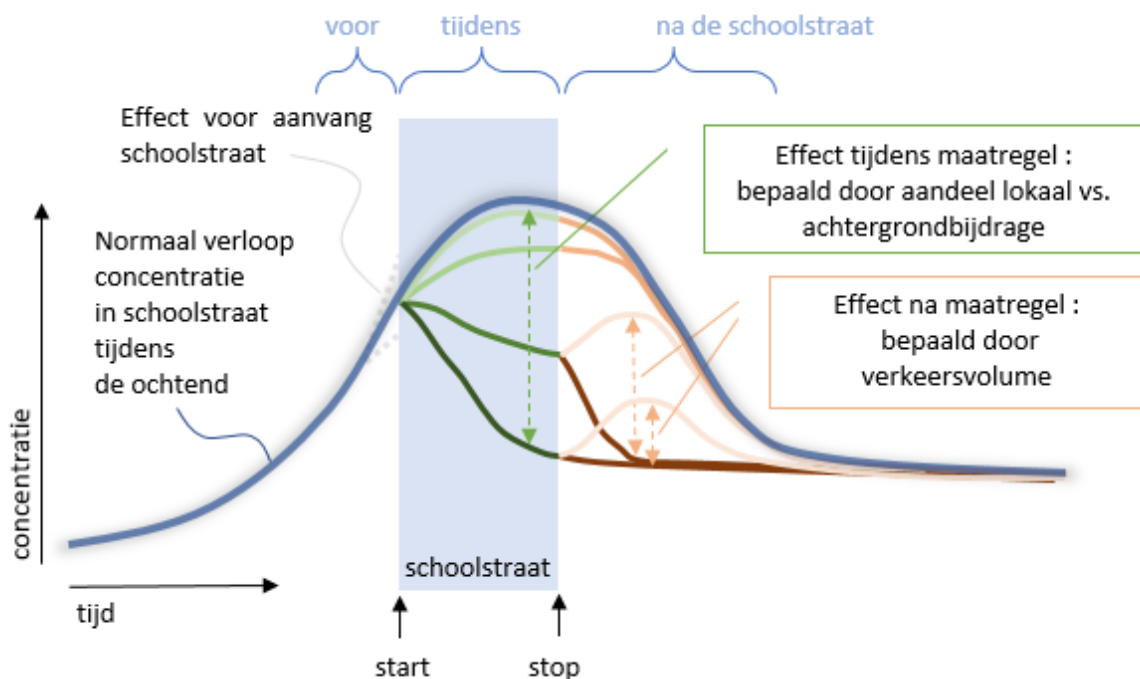 voor
tijdens
na de schoolstraat
Effect voor aanvang
schoolstraat
Effect tijdens maatregel :
bepaald door aandeel lokaal vs.
achtergrondbijdrage
Normaal verloop
concentratie
in schoolstraat
tijdens
de ochtend
Effect na maatregel :
bepaald door
verkeersvolume
concentratie
schoolstraat
tijd
start
stop